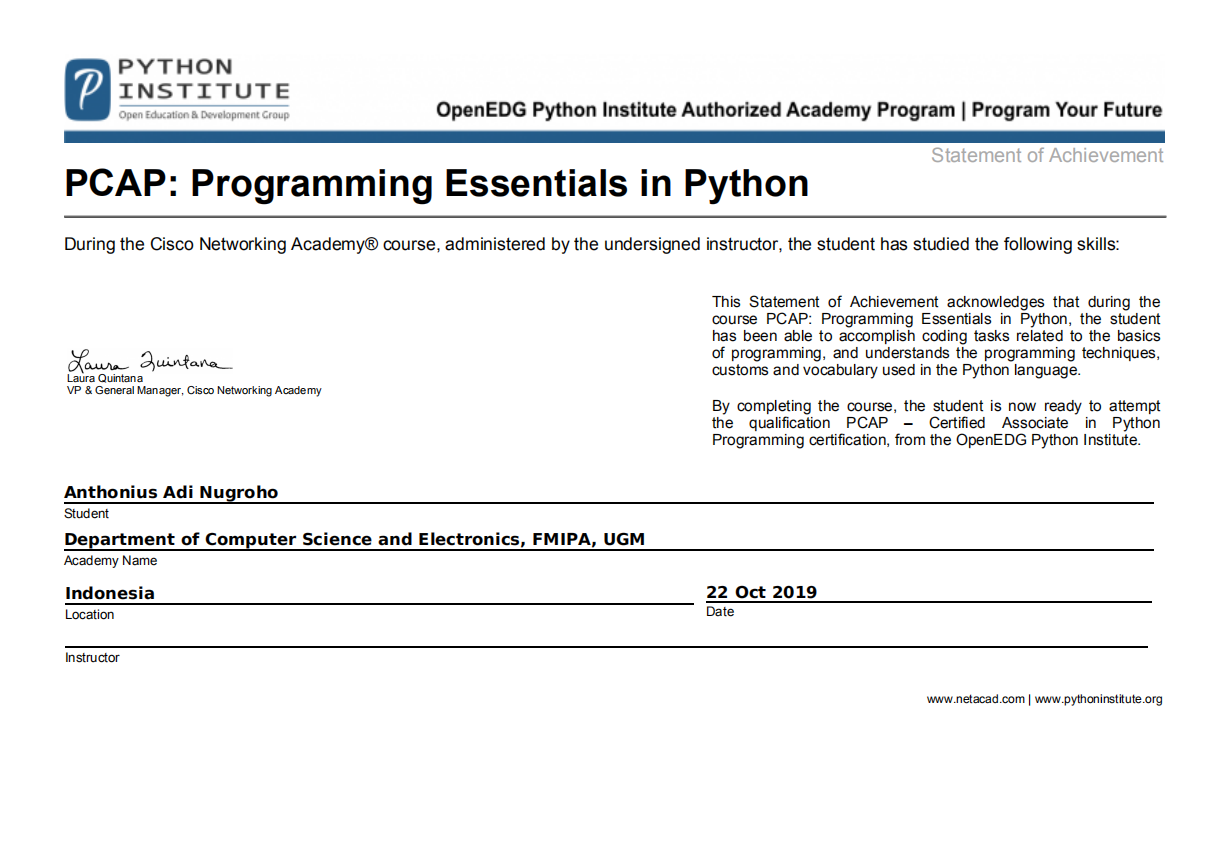 PYTHON
INSTITUTE
Open Education & Development Group
OpenEDG Python Institute Authorized Academy Program | Program Your Future
Statement of Achievement
PCAP: Programming Essentials in Python
During the Cisco Networking Academy® course, administered by the undersigned instructor, the student has studied the following skills:
This Statement of Achievement acknowledges that during the
course PCAP: Programming Essentials in Python, the student
has been able to accomplish coding tasks related to the basics
of programming, and understands the programming techniques,
customs and vocabulary used in the Python language.
By completing the course, the student is now ready to attempt
the qualification PCAP – Certified Associate in Python
Programming certification, from the OpenEDG Python Institute.
Laura Quintana
Laura Quintana
VP & General Manager, Cisco Networking Academy
Anthonius Adi Nugroho
Student
Department of Computer Science and Electronics, FMIPA, UGM
Academy Name
Indonesia
Location
22 Oct 2019
Date
Instructor
www.netacad.com | www.pythoninstitute.org